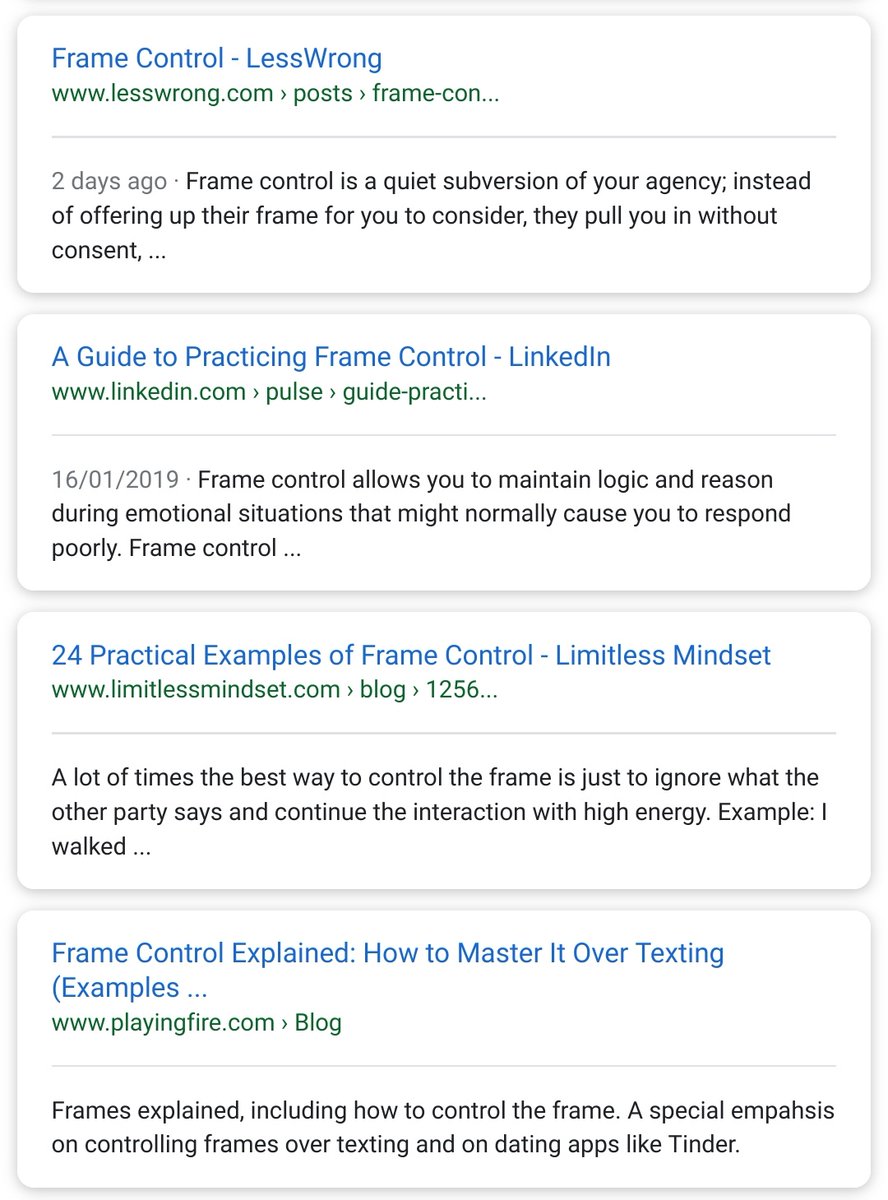 Frame Control - LessWrong
www.lesswrong.com › posts › frame-con...
2 days ago · Frame control is a quiet subversion of your agency; instead
of offering up their frame for you to consider, they pull you in without
consent, ...
A Guide to Practicing Frame Control - LinkedIn
www.linkedin.com › pulse › guide-practi...
16/01/2019 · Frame control allows you to maintain logic and reason
during emotional situations that might normally cause you to respond
poorly. Frame control ...
24 Practical Examples of Frame Control - Limitless Mindset
www.limitlessmindset.com › blog › 1256...
A lot of times the best way to control the frame is just to ignore what the
other party says and continue the interaction with high energy. Example: I
walked ...
Frame Control Explained: How to Master It Over Texting
(Examples ...
www.playingfire.com › Blog
Frames explained, including how to control the frame. A special empahsis
on controlling frames over texting and on dating apps like Tinder.